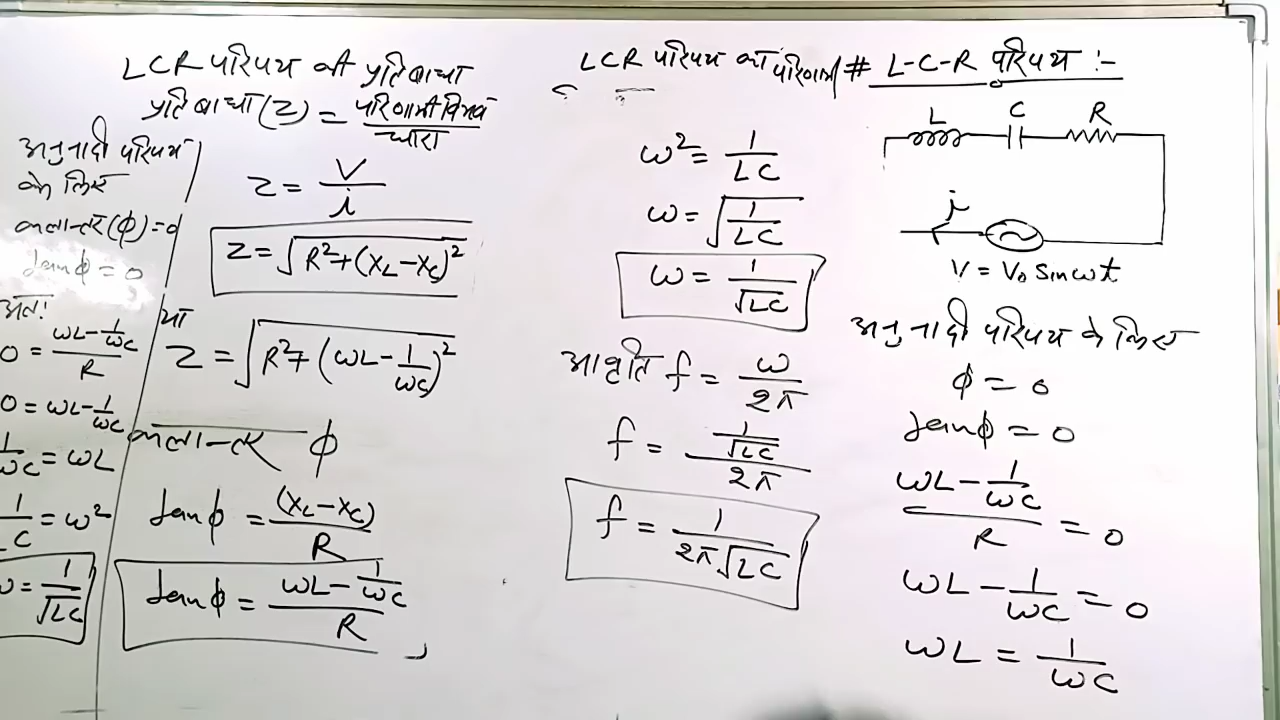 LCR परिपथ की प्रतिबाधा
प्रतिबाधा (Z) = परिणामी विभव / धारा
Z = V / i
Z = √(R² + (X_L - X_C)²)
या
Z = √(R² + (ωL - 1/ωC)²)
कलान्तर φ
tanφ = (X_L - X_C) / R
tanφ = (ωL - 1/ωC) / R
अनुनादी परिपथ
के लिए
कलान्तर (φ) = 0
tanφ = 0
अतः
0 = (ωL - 1/ωC) / R
0 = ωL - 1/ωC
1/ωC = ωL
1/LC = ω²
ω = 1/√LC
LCR परिपथ का परिणामी
ω² = 1/LC
ω = √(1/LC)
ω = 1/√LC
आवृति f = ω/2π
f = (1/√LC) / 2π
f = 1 / 2π√LC
# L-C-R परिपथ :-
L C R
i
V = V₀ sinωt
अनुनादी परिपथ के लिए
φ = 0
tanφ = 0
(ωL - 1/ωC) / R = 0
ωL - 1/ωC = 0
ωL = 1/ωC